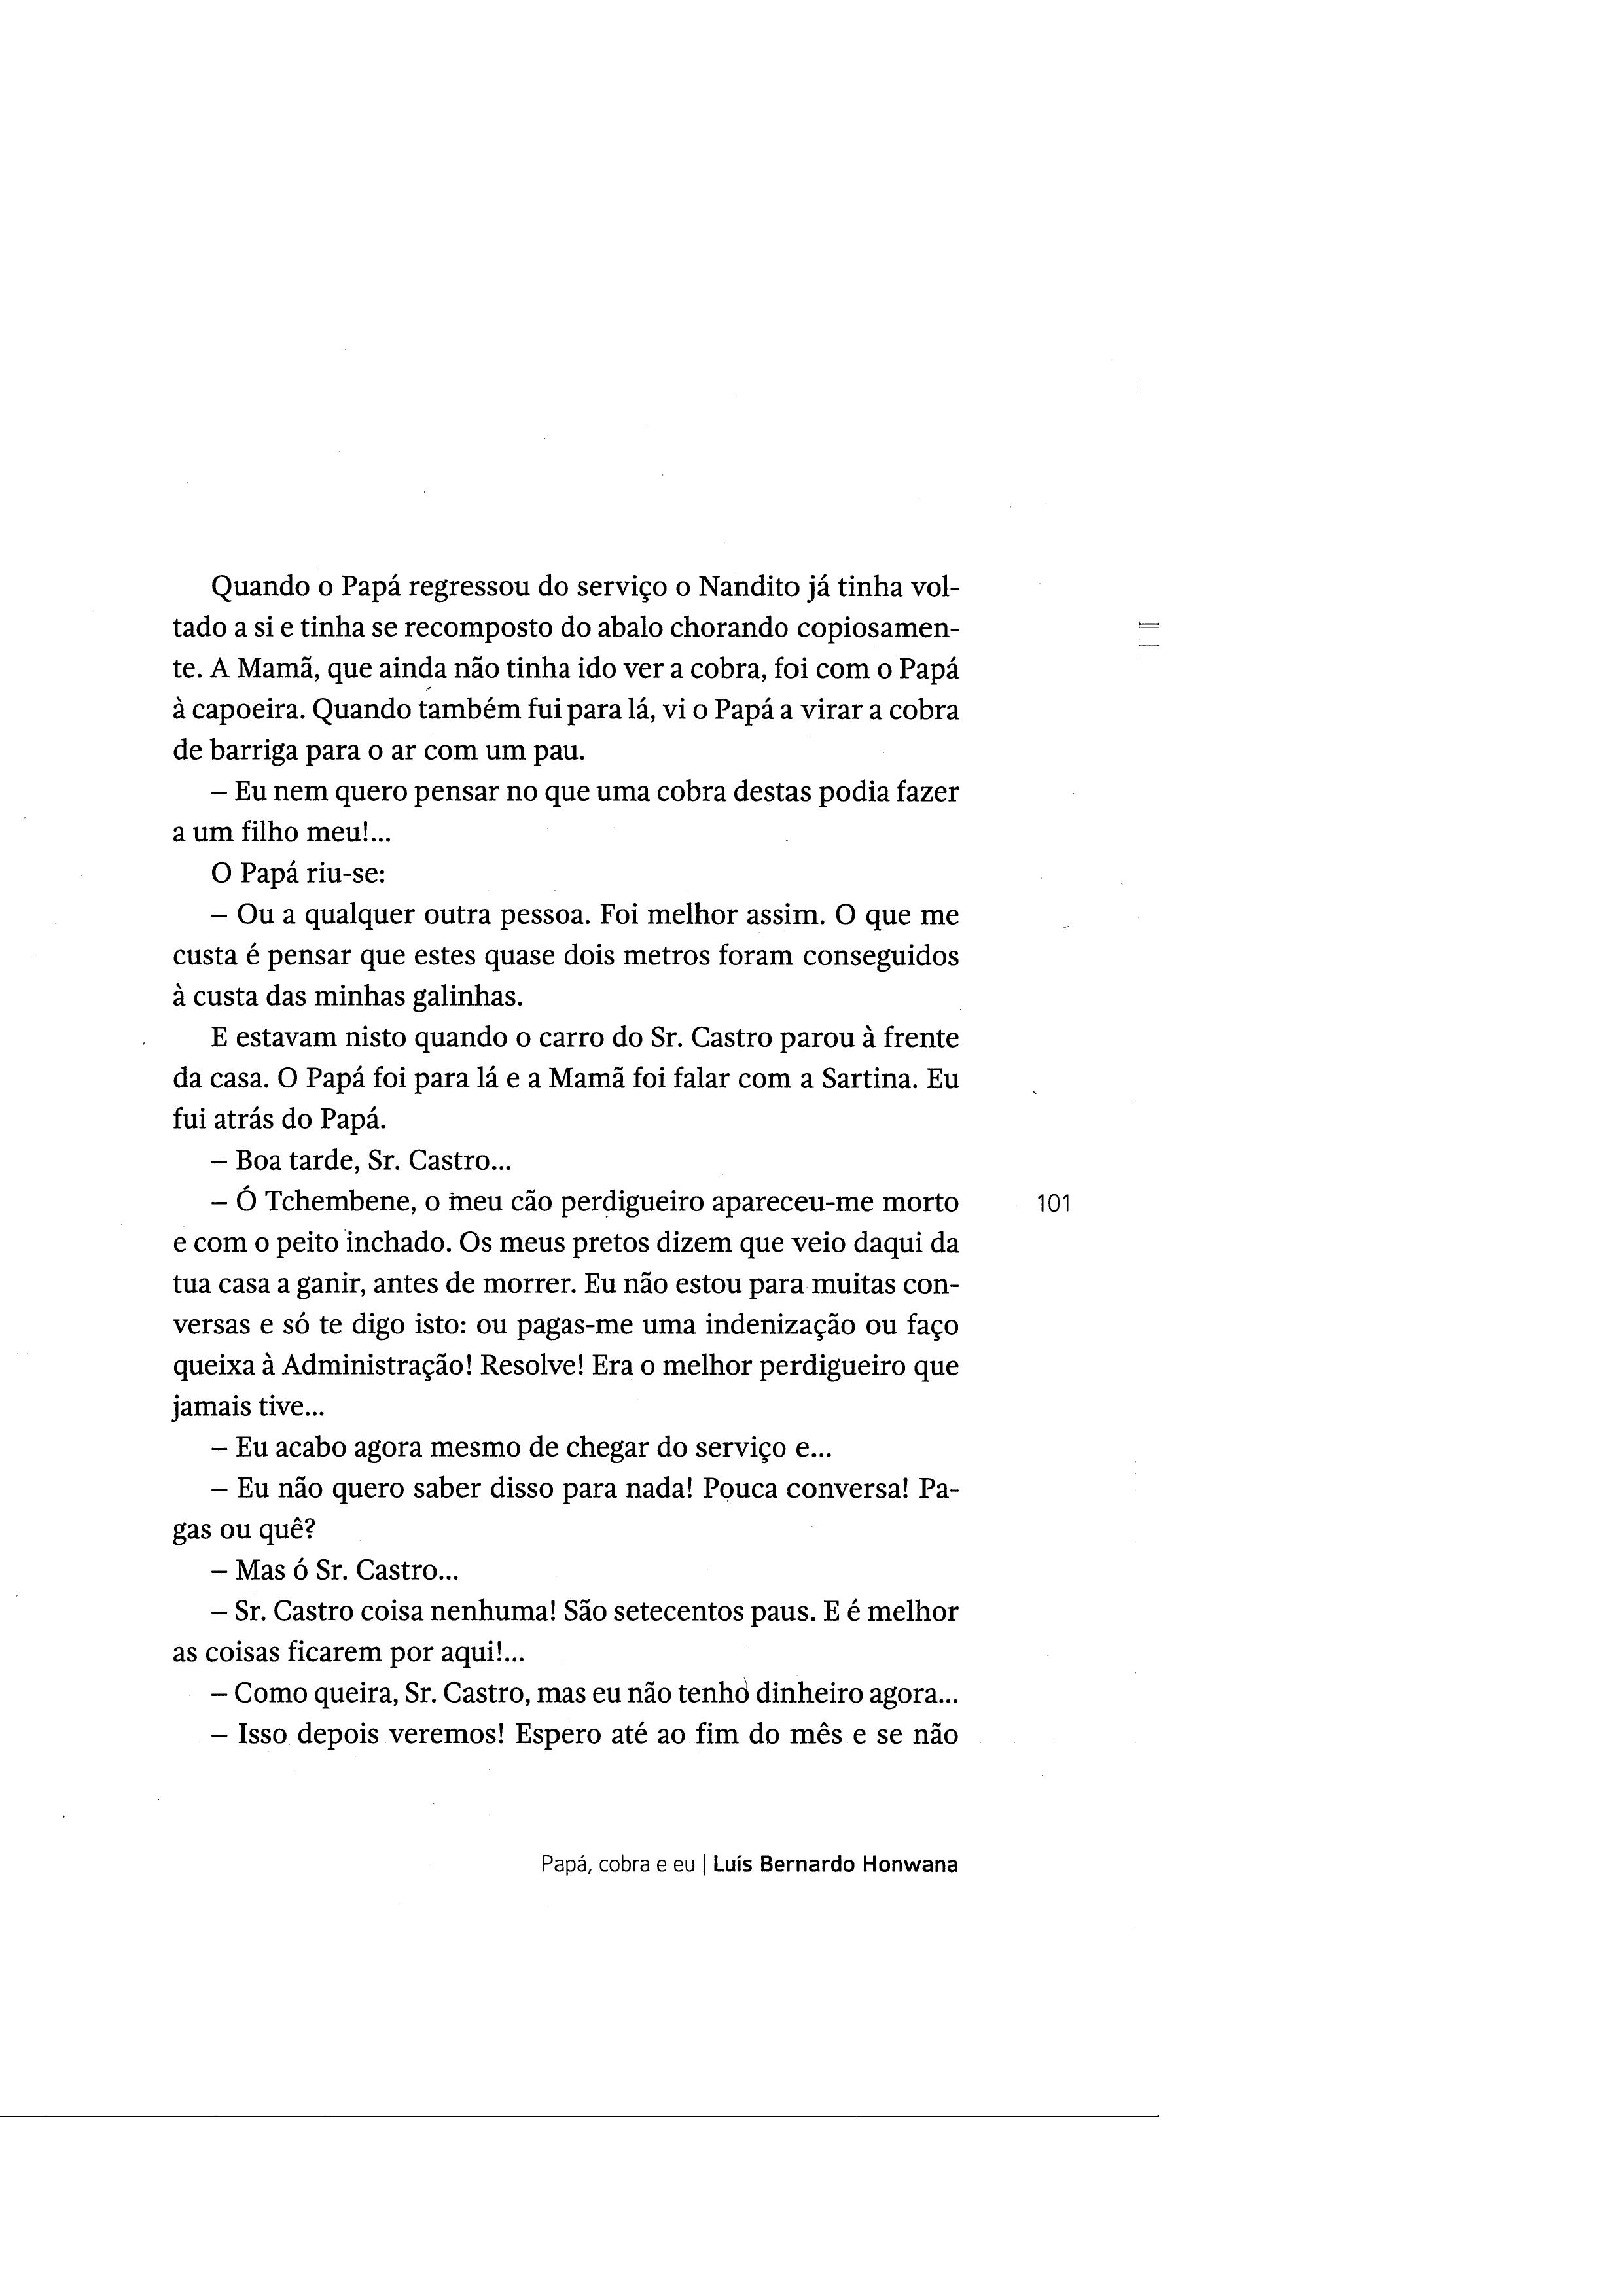 Quando o Papá regressou do serviço o Nandito já tinha vol-
tado a si e tinha se recomposto do abalo chorando copiosamen-
te. A Mamã, que ainda não tinha ido ver a cobra, foi com o Papá
à capoeira. Quando também fui para lá, vi o Papá a virar a cobra
de barriga para o ar com um pau.
– Eu nem quero pensar no que uma cobra destas podia fazer
a um filho meu!...
O Papá riu-se:
– Ou a qualquer outra pessoa. Foi melhor assim. O que me
custa é pensar que estes quase dois metros foram conseguidos
à custa das minhas galinhas.
E estavam nisto quando o carro do Sr. Castro parou à frente
da casa. O Papá foi para lá e a Mamã foi falar com a Sartina. Eu
fui atrás do Papá.
– Boa tarde, Sr. Castro...
– Ó Tchembene, o meu cão perdigueiro apareceu-me morto
e com o peito inchado. Os meus pretos dizem que veio daqui da
tua casa a ganir, antes de morrer. Eu não estou para muitas con-
versas e só te digo isto: ou pagas-me uma indenização ou faço
queixa à Administração! Resolve! Era o melhor perdigueiro que
jamais tive...
– Eu acabo agora mesmo de chegar do serviço e...
– Eu não quero saber disso para nada! Pouca conversa! Pa-
gas ou quê?
– Mas ó Sr. Castro...
– Sr. Castro coisa nenhuma! São setecentos paus. E é melhor
as coisas ficarem por aqui!...
– Como queira, Sr. Castro, mas eu não tenho dinheiro agora...
– Isso depois veremos! Espero até ao fim do mês e se não
101
Papá, cobra e eu | Luís Bernardo Honwana